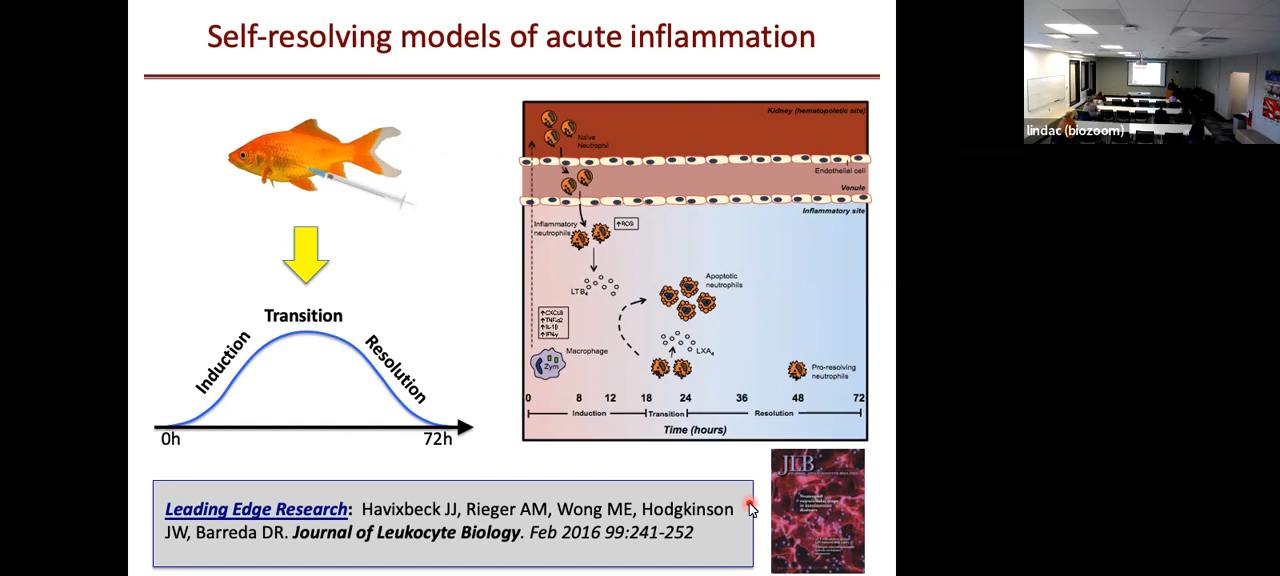 Self-resolving models of acute inflammation
lindac (biozoom)
Transition
Induction
Resolution
0h
72h
Kidney (hematopoietic site)
Naïve
Neutrophil
Endothelial cell
Venule
Inflammatory site
Inflammatory
neutrophils
↑ROS
LTB4
Apoptotic
neutrophils
↑CXCL8
↑TNFα2
↑IFNγ
Macrophage
Zym
LXA4
Pro-resolving
neutrophils
0 8 12 18 24 36 48 72
Induction Transition Resolution
Time (hours)
Leading Edge Research: Havixbeck JJ, Rieger AM, Wong ME, Hodgkinson
JW, Barreda DR. Journal of Leukocyte Biology. Feb 2016 99:241-252
JLB